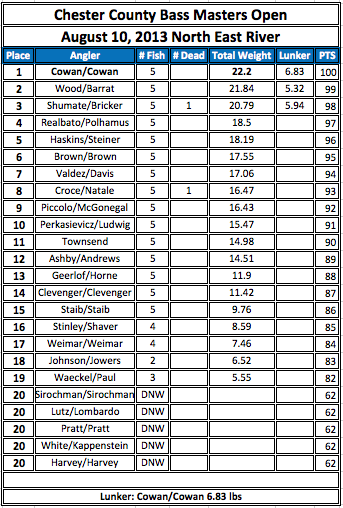 Chester County Bass Masters Open
August 10, 2013 North East River
Place Angler # Fish # Dead Total Weight Lunker PTS
1 Cowan/Cowan 5 22.2 6.83 100
2 Wood/Barrat 5 21.84 5.32 99
3 Shumate/Bricker 5 1 20.79 5.94 98
4 Realbato/Polhamus 5 18.5 97
5 Haskins/Steiner 5 18.19 96
6 Brown/Brown 5 17.55 95
7 Valdez/Davis 5 17.06 94
8 Croce/Natale 5 1 16.47 93
9 Piccolo/McGonegal 5 16.43 92
10 Perkasievicz/Ludwig 5 15.47 91
11 Townsend 5 14.98 90
12 Ashby/Andrews 5 14.51 89
13 Geerlof/Horne 5 11.9 88
14 Clevenger/Clevenger 5 11.42 87
15 Staib/Staib 5 9.76 86
16 Stinley/Shaver 4 8.59 85
17 Weimar/Weimar 4 7.46 84
18 Johnson/Jowers 2 6.52 83
19 Waeckel/Paul 3 5.55 82
20 Sirochman/Sirochman DNW 62
20 Lutz/Lombardo DNW 62
20 Pratt/Pratt DNW 62
20 White/Kappenstein DNW 62
20 Harvey/Harvey DNW 62
Lunker: Cowan/Cowan 6.83 lbs